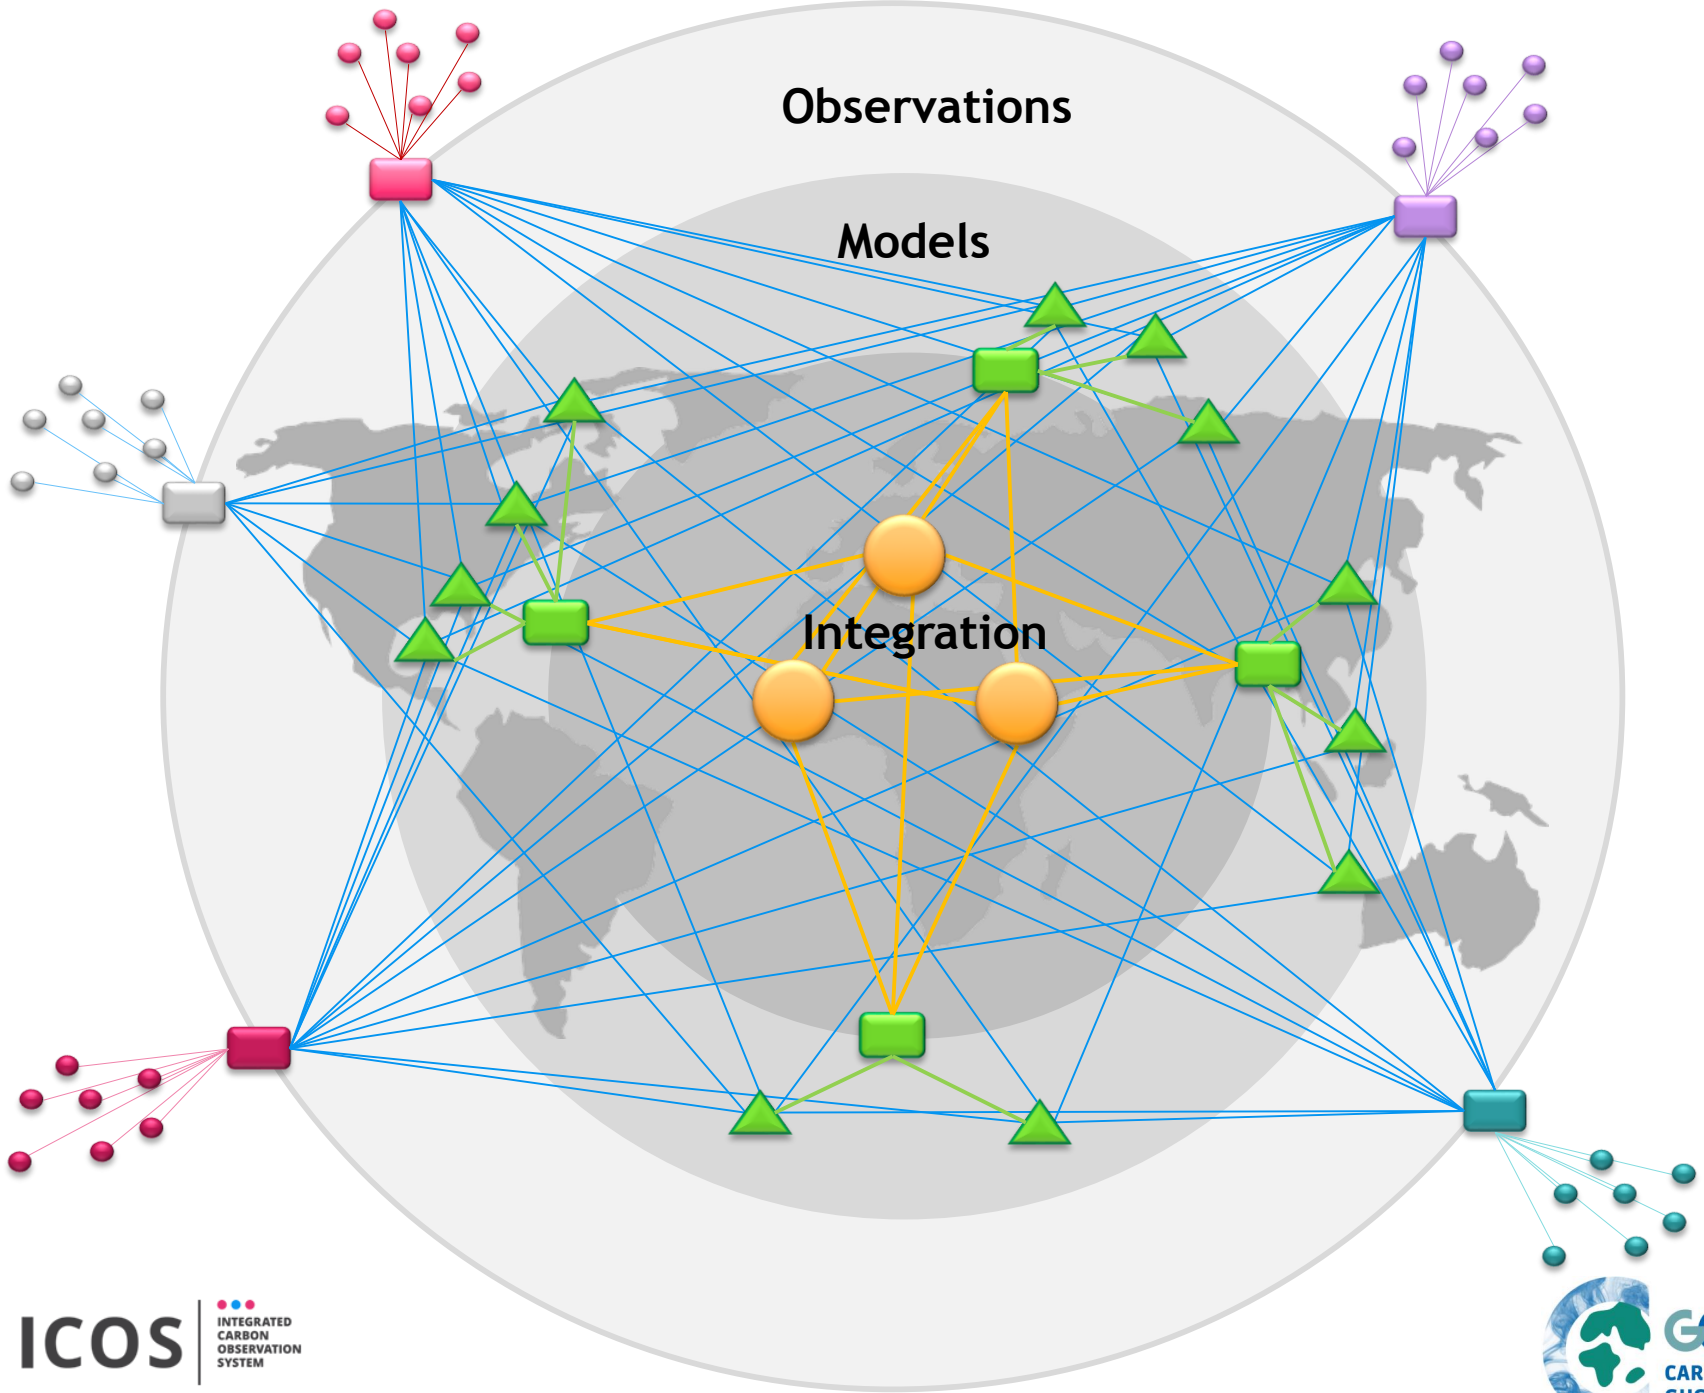 Observations
Models
Integration
ICOS
INTEGRATED
CARBON
OBSERVATION
SYSTEM
CAR